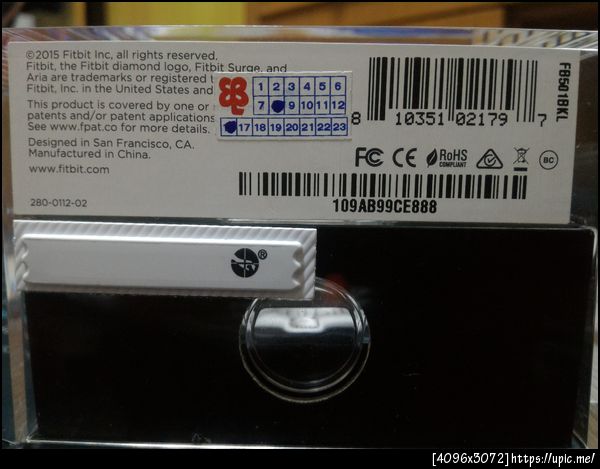 ©2015 Fitbit Inc, all rights reserved.
Fitbit, the Fitbit diamond logo, Fitbit Surge, and
Aria are trademarks or registered t
Fitbit, Inc. in the United States and
This product is covered by one or
patents and/or patent applications
See www.fpat.co for more details.
Designed in San Francisco, CA.
Manufactured in China.
www.fitbit.com
280-0112-02
1 2 3 4 5 6
7 9 10 11 12
17 18 19 20 21 22 23
8 10351 02179 7
FB501BKL
FC CE RoHS
COMPLIANT
BC
109AB99CE888
®
[4096x3072]https://upic.me/